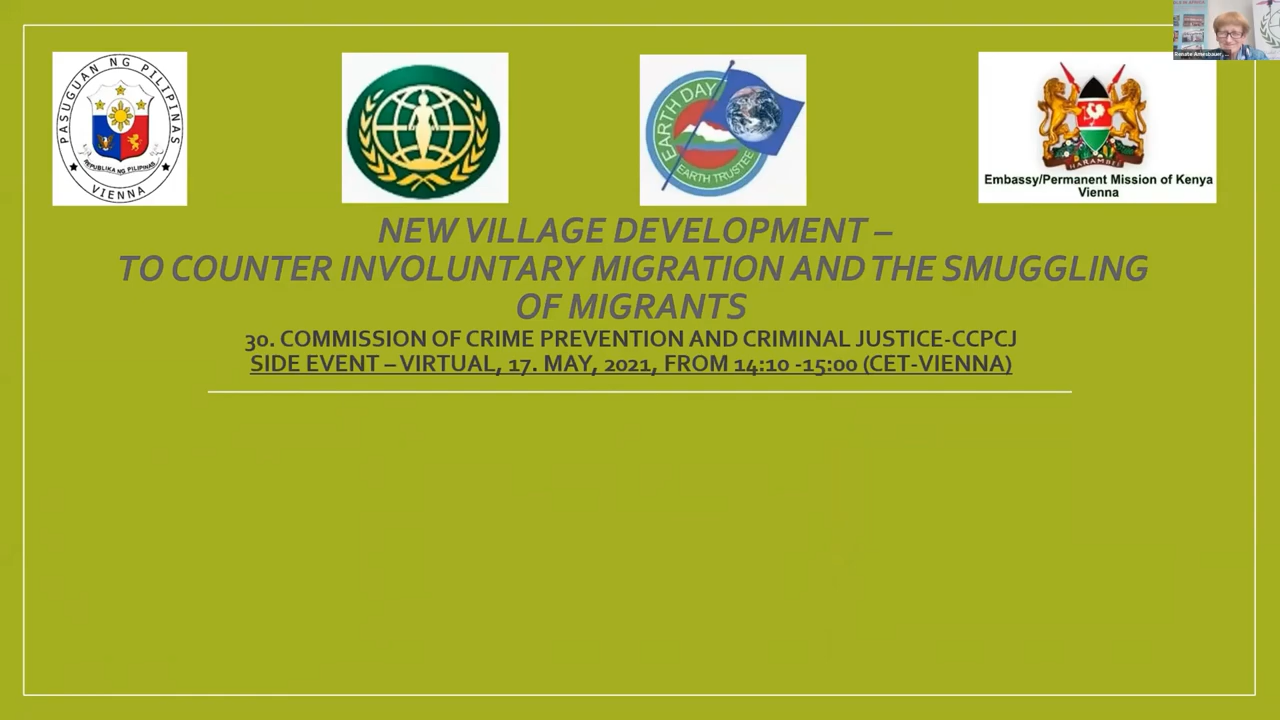 PASUGUAN NG PILIPINAS
REPUBLIKA NG PILIPINAS
VIENNA
EARTH DAY
EARTH TRUSTEE
HARAMBEE
Embassy/Permanent Mission of Kenya
Vienna
NEW VILLAGE DEVELOPMENT –
TO COUNTER INVOLUNTARY MIGRATION AND THE SMUGGLING
OF MIGRANTS
30. COMMISSION OF CRIME PREVENTION AND CRIMINAL JUSTICE-CCPCJ
SIDE EVENT – VIRTUAL, 17. MAY, 2021, FROM 14:10 -15:00 (CET-VIENNA)